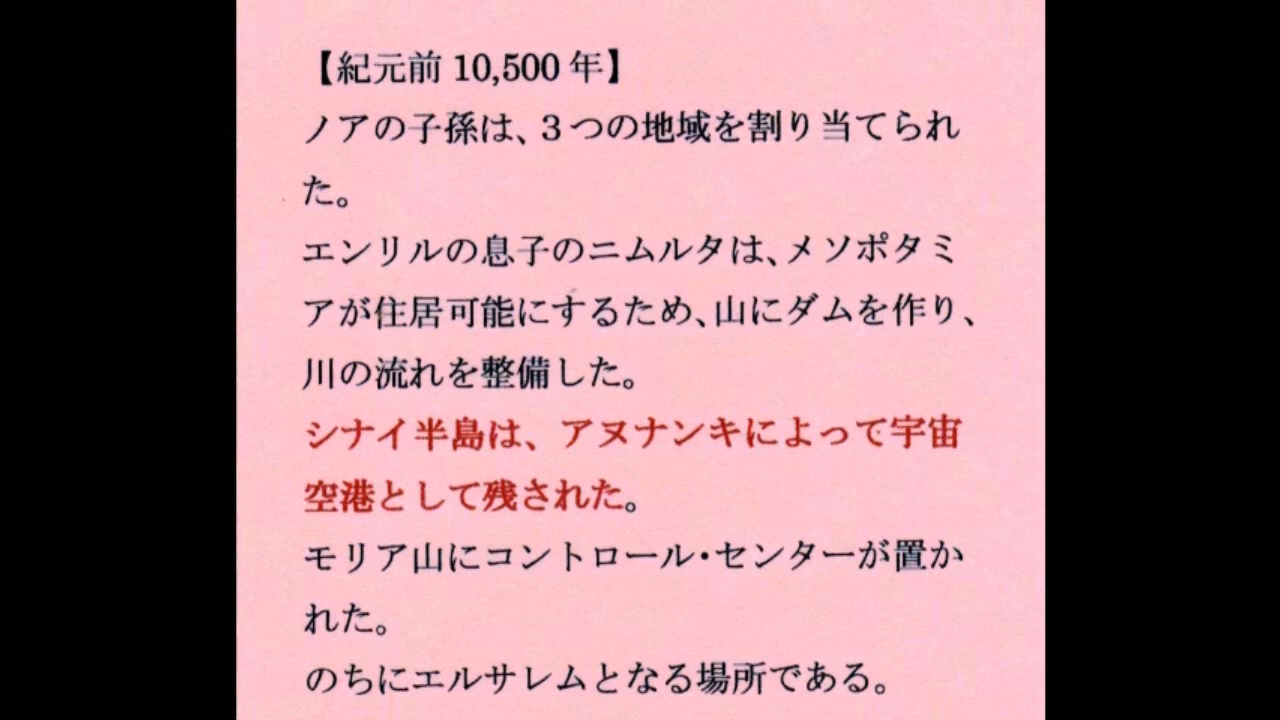 【紀元前 10,500 年】
ノアの子孫は、3つの地域を割り当てられ
た。
エンリルの息子のニムルタは、メソポタミ
アが住居可能にするため、山にダムを作り、
川の流れを整備した。
シナイ半島は、アヌナンキによって宇宙
空港として残された。
モリア山にコントロール・センターが置か
れた。
のちにエルサレムとなる場所である。